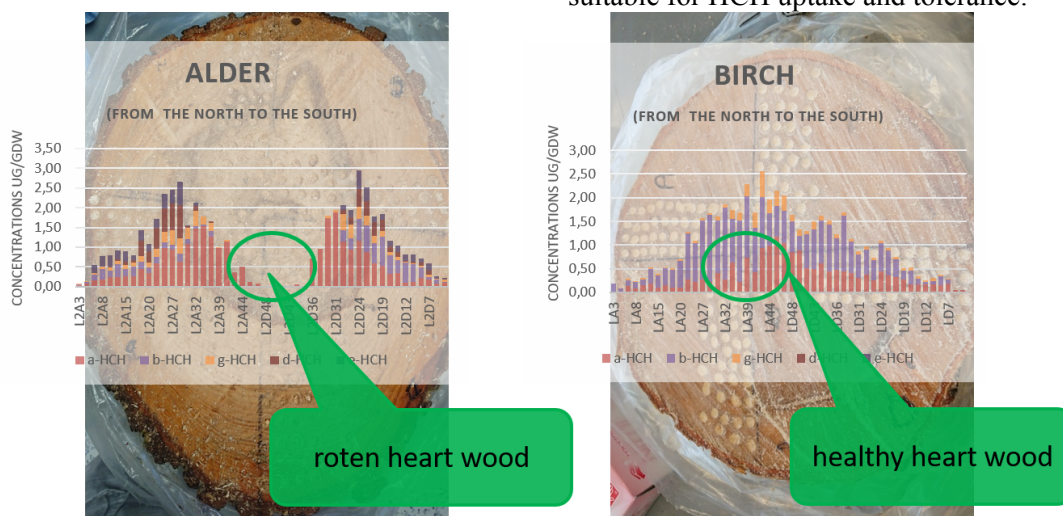 suitable for HCH uptake and tolerance.
ALDER
(FROM THE NORTH TO THE SOUTH)
CONCENTRATIONS UG/GDW
3,50
3,00
2,50
2,00
1,50
1,00
0,50
0,00
L2A3
L2A8
L2A15
L2A20
L2A27
L2A32
L2A39
L2A44
L2D48
L2D36
L2D31
L2D24
L2D19
L2D12
L2D7
a-HCH b-HCH g-HCH d-HCH e-HCH
roten heart wood
BIRCH
(FROM THE NORTH TO THE SOUTH)
CONCENTRATIONS UG/GDW
3,00
2,50
2,00
1,50
1,00
0,50
0,00
LA3
LA8
LA15
LA20
LA27
LA32
LA39
LA44
LD48
LD36
LD31
LD24
LD19
LD12
LD7
a-HCH b-HCH g-HCH d-HCH e-HCH
healthy heart wood